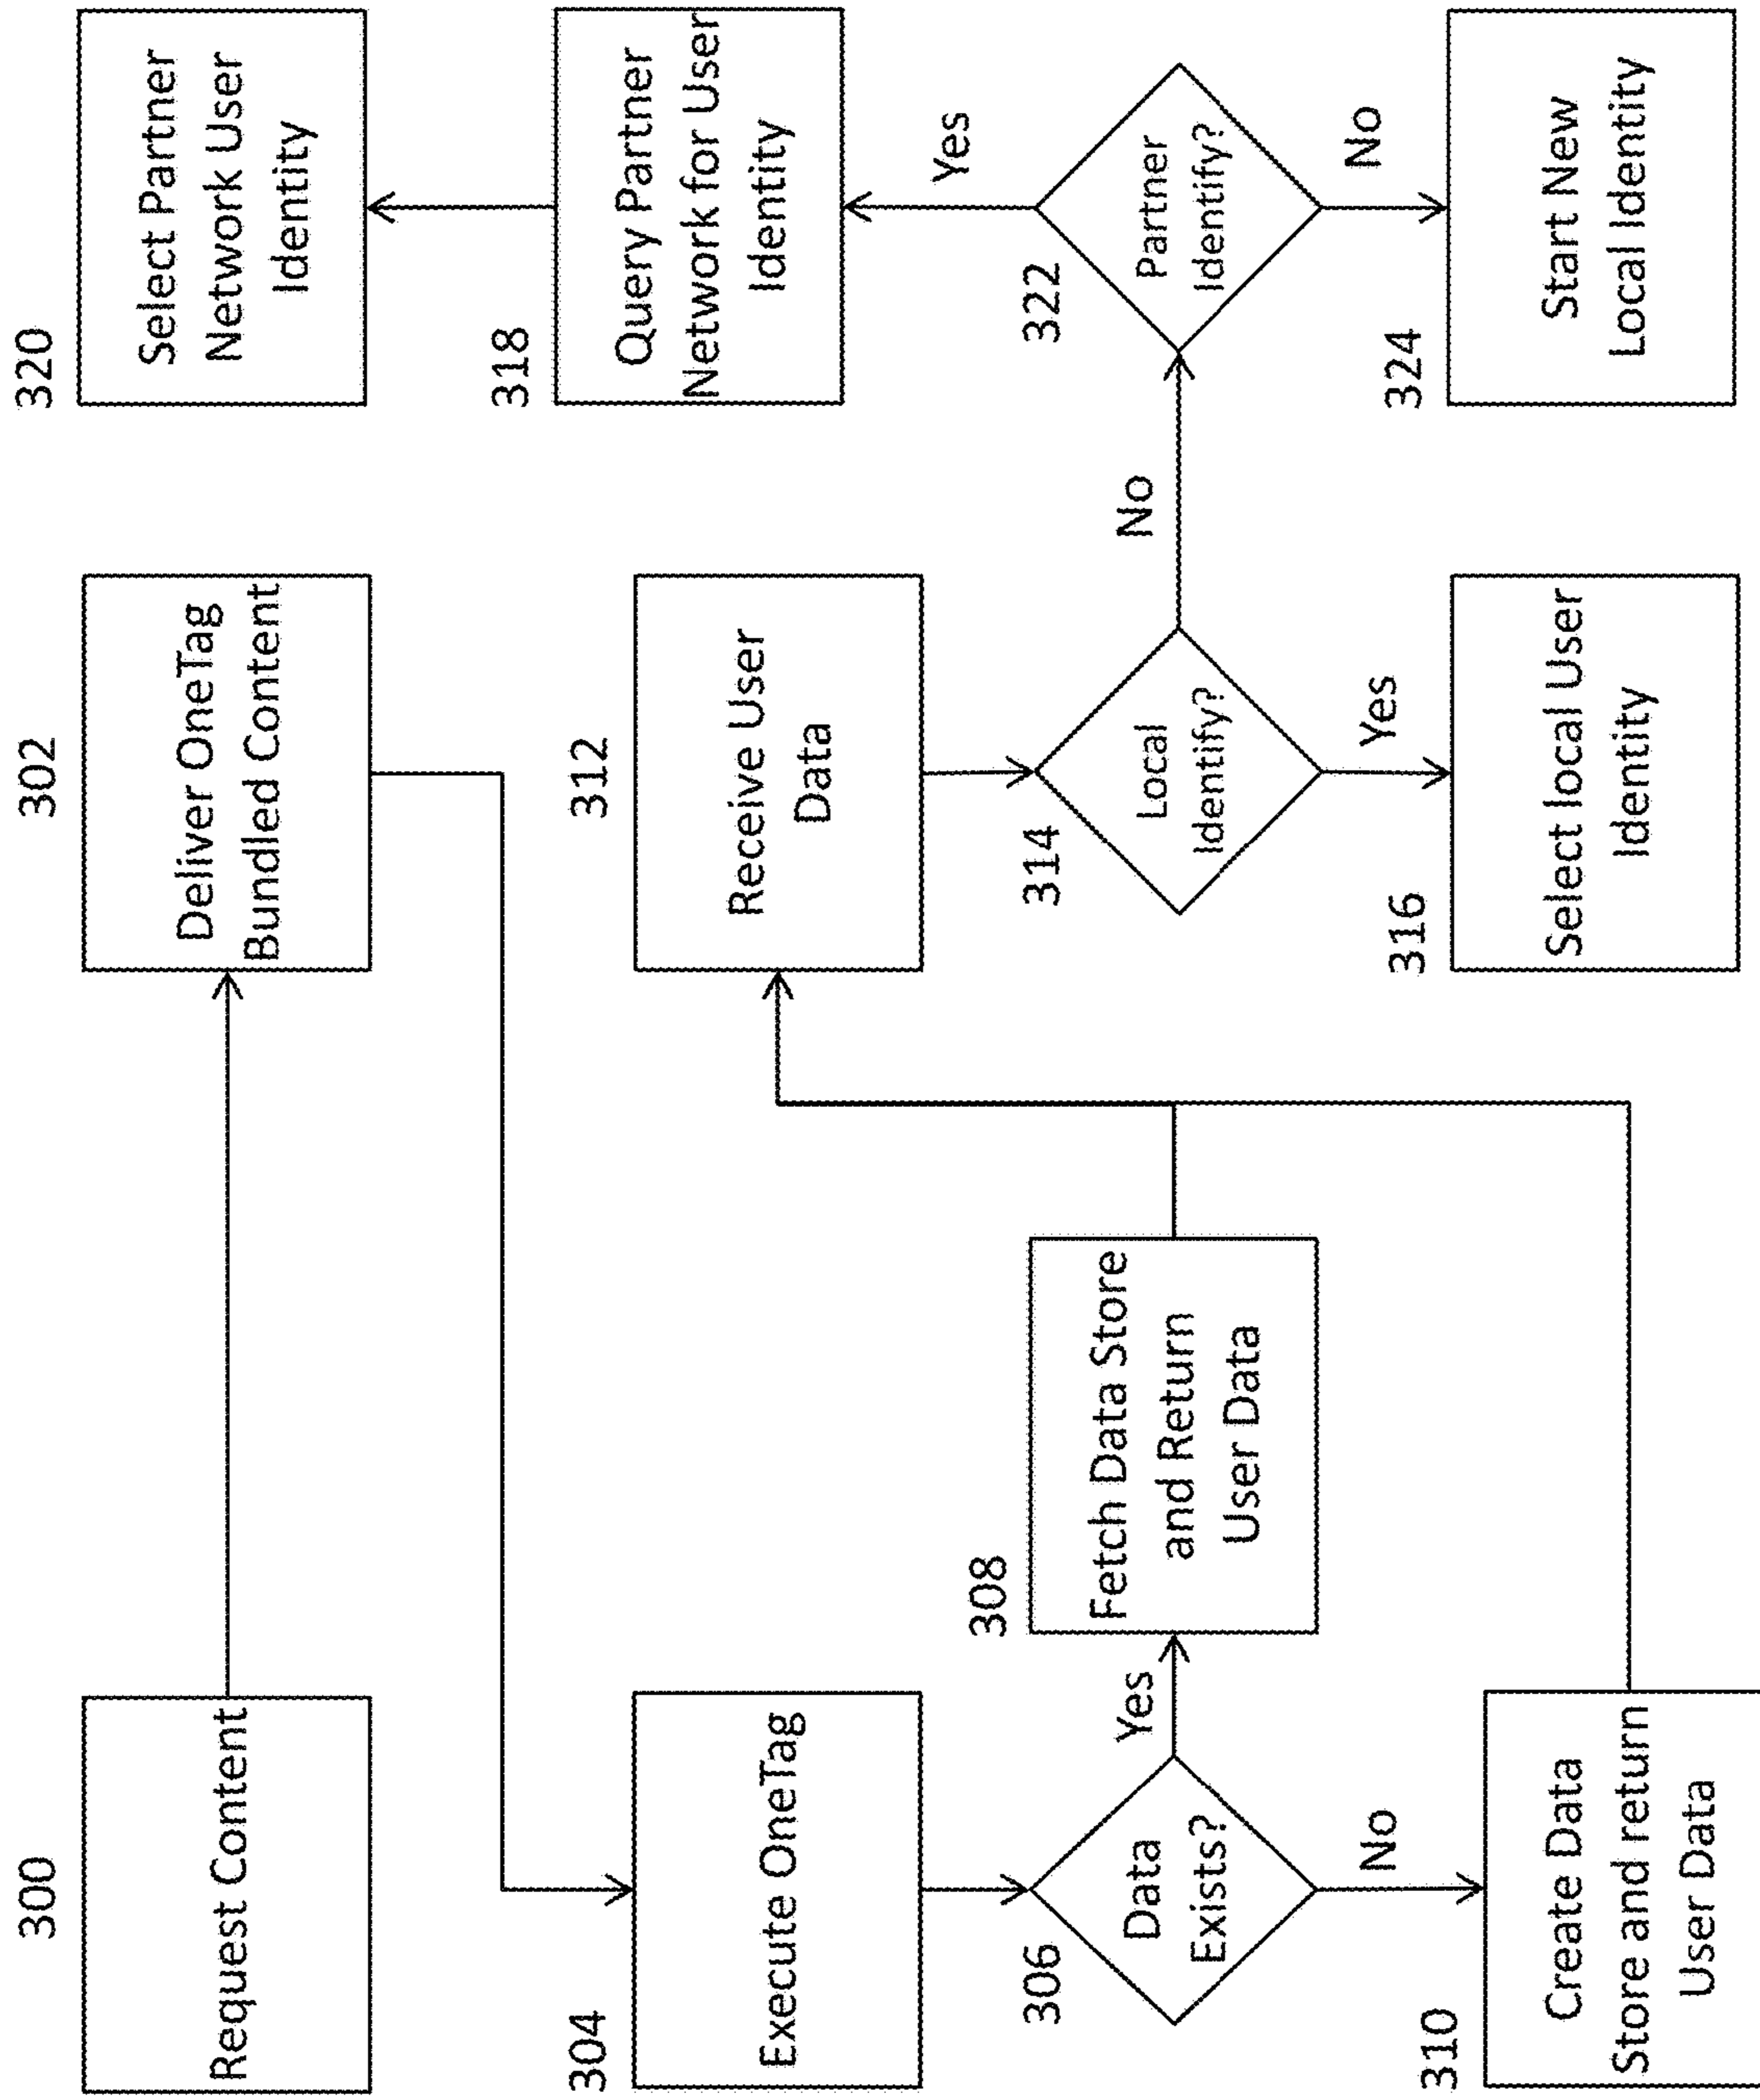 300
Request Content
302
Deliver OneTag
Bundled Content
304
Execute OneTag
306
Data
Exists?
Yes
No
308
Fetch Data Store
and Return
User Data
310
Create Data
Store and return
User Data
312
Receive User
Data
314
Local
Identify?
Yes
No
316
Select local User
Identity
320
Select Partner
Network User
Identity
318
Query Partner
Network for User
Identity
Yes
322
Partner
Identify?
No
324
Start New
Local Identity